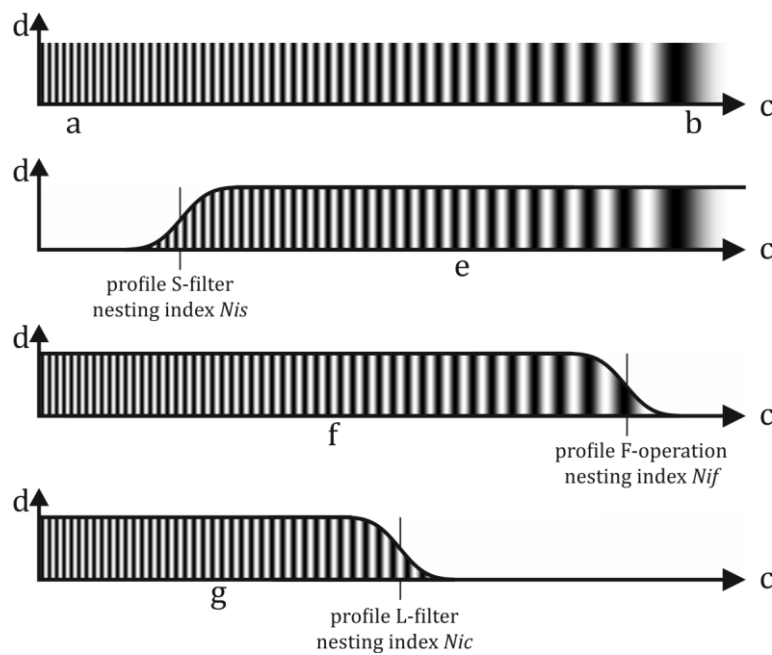 d
c
a
b
d
c
e
profile S-filter
nesting index Nis
d
c
f
profile F-operation
nesting index Nif
d
c
g
profile L-filter
nesting index Nic